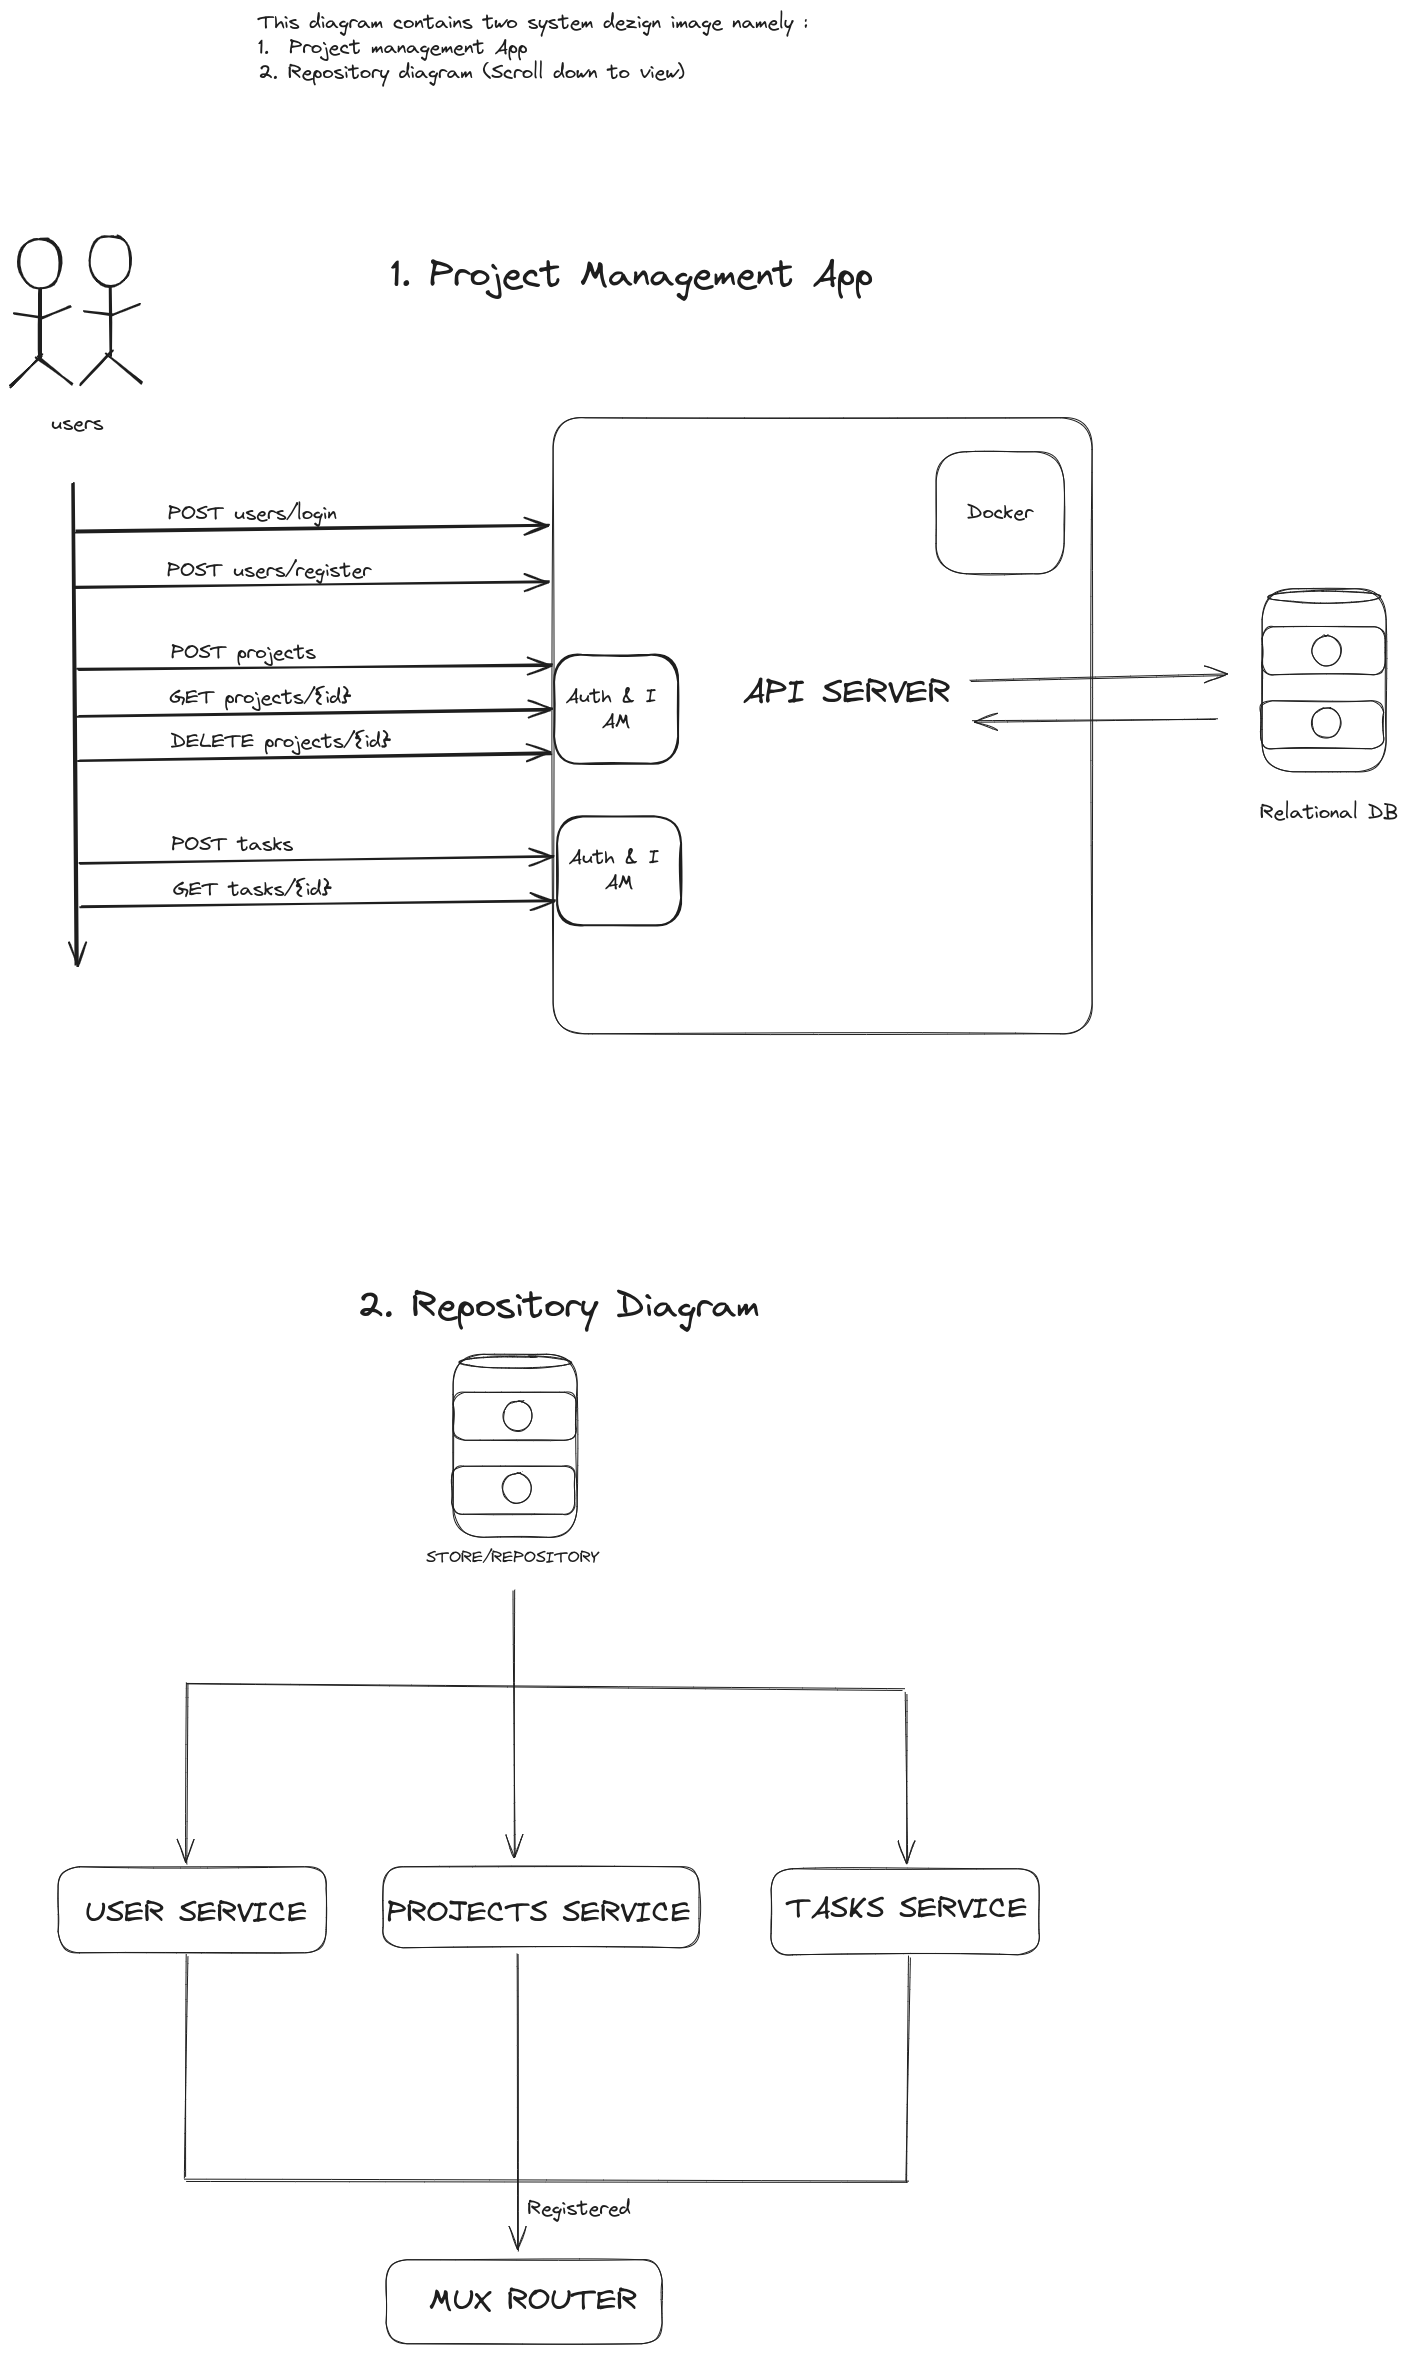 This diagram contains two system dezign image namely :
1. Project management App
2. Repository diagram (Scroll down to view)
1. Project Management App
users
POST users/login
POST users/register
POST projects
GET projects/{id}
DELETE projects/{id}
POST tasks
GET tasks/{id}
Auth & I
AM
Auth & I
AM
Docker
API SERVER
Relational DB
2. Repository Diagram
STORE/REPOSITORY
USER SERVICE
PROJECTS SERVICE
TASKS SERVICE
Registered
MUX ROUTER